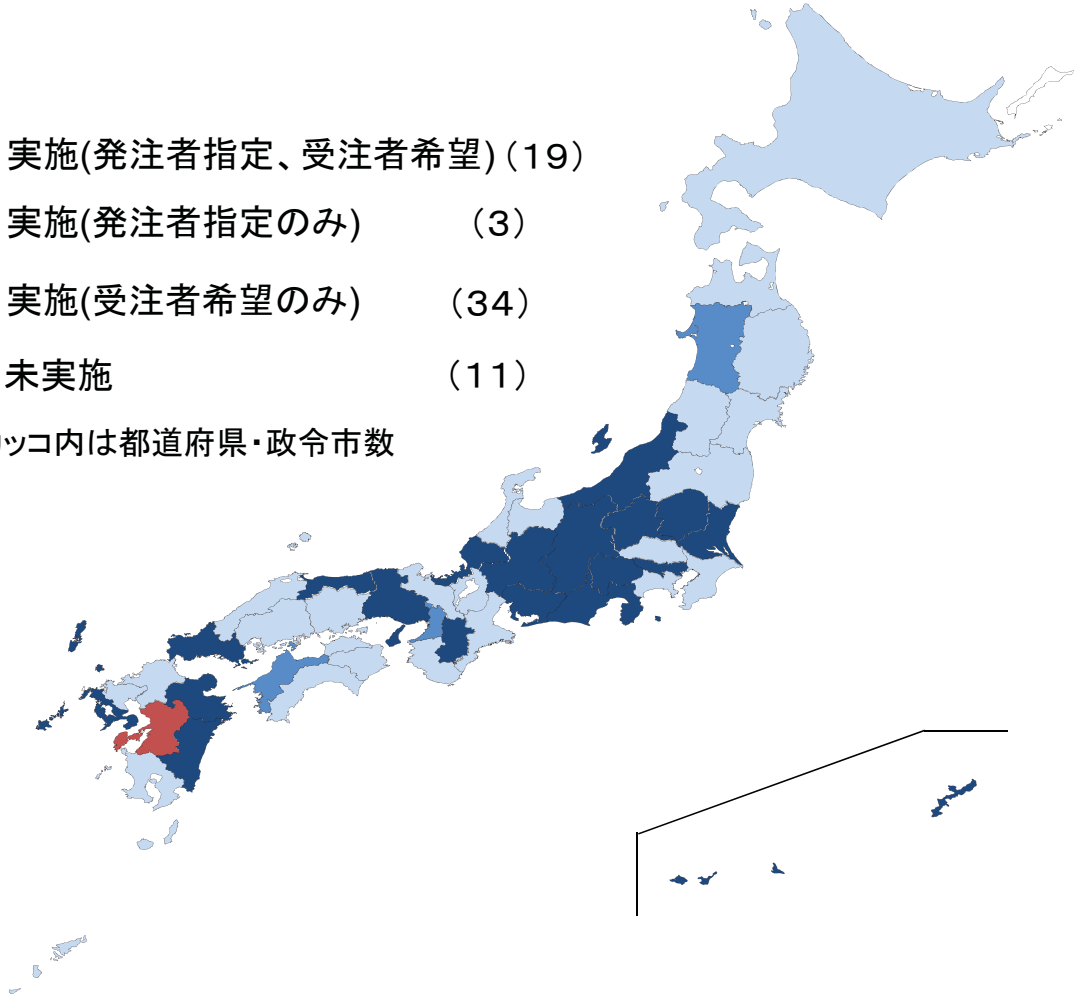 実施(発注者指定、受注者希望)（19）
実施(発注者指定のみ) （3）
実施(受注者希望のみ) （34）
未実施 （11）
ッコ内は都道府県・政令市数